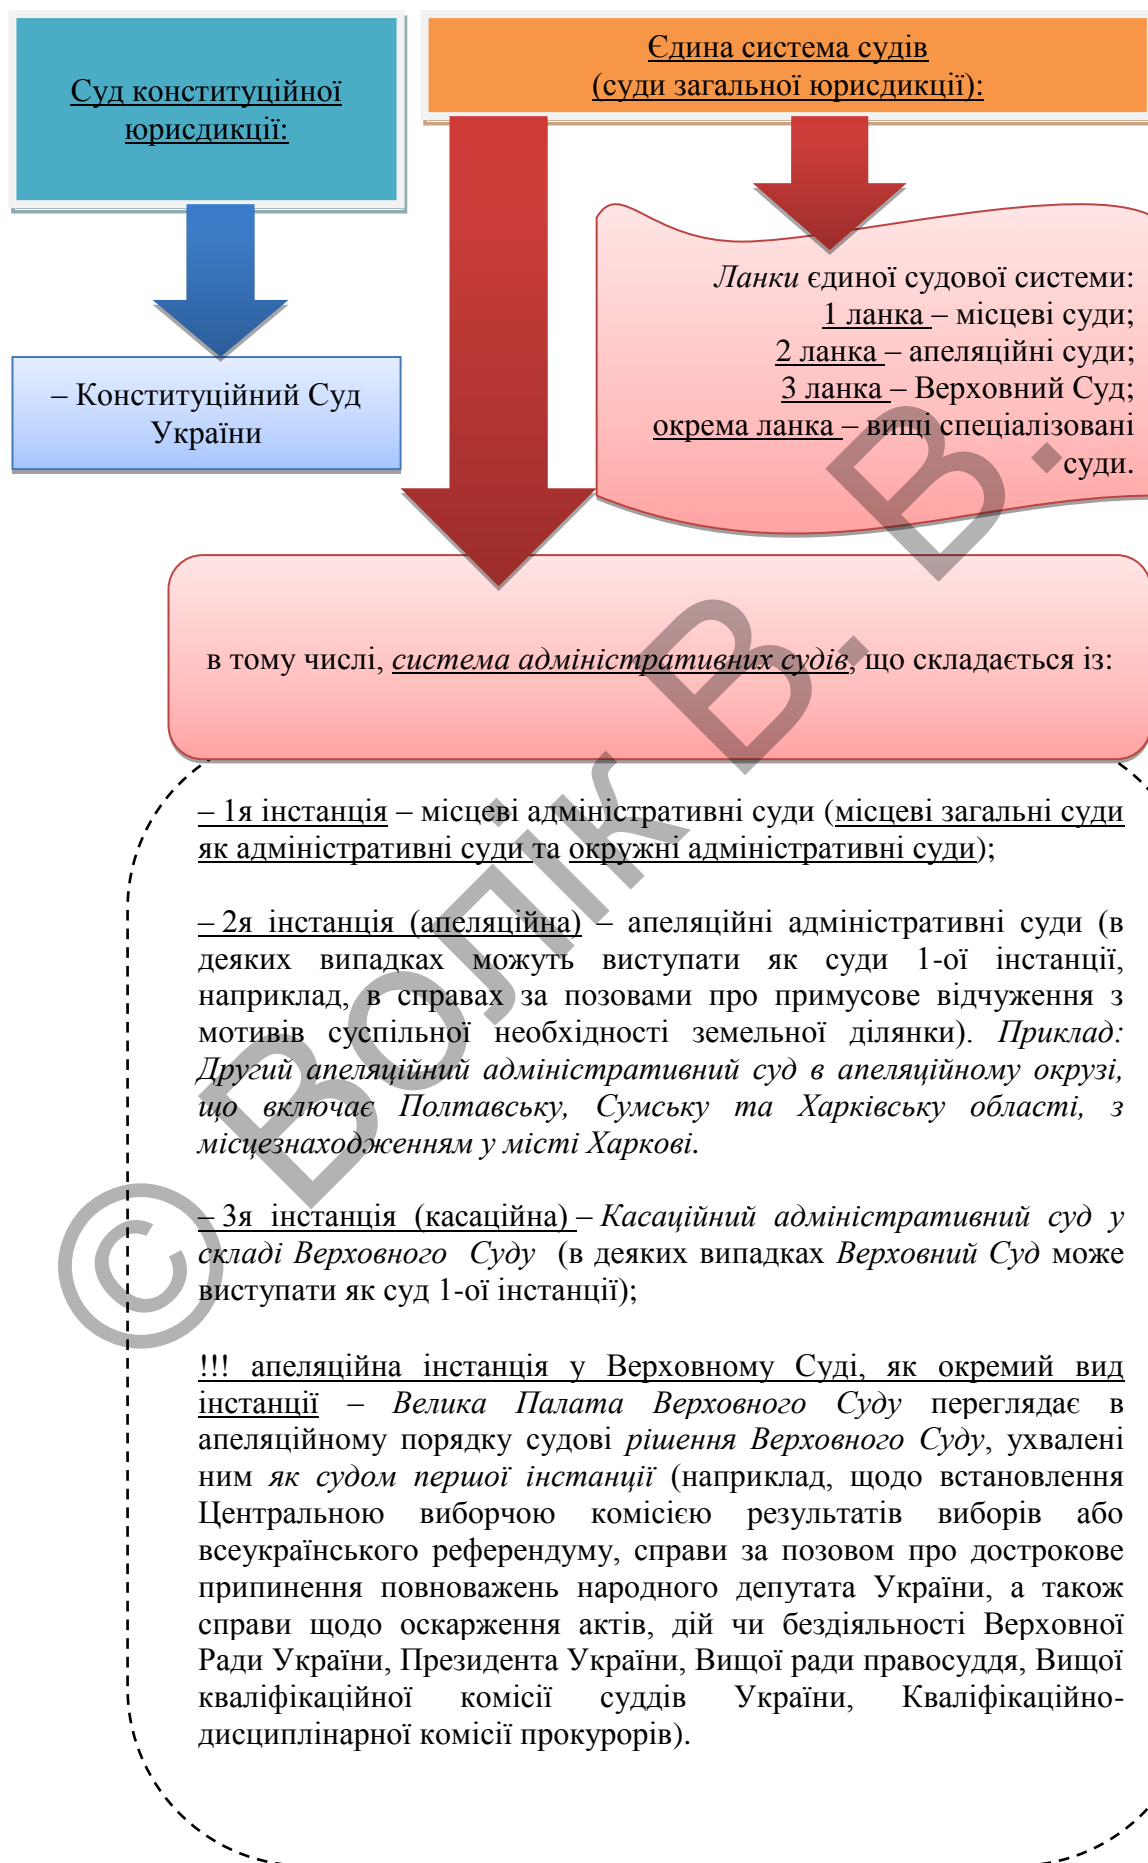 Суд конституційної
юрисдикції:
Єдина система судів
(суди загальної юрисдикції):
– Конституційний Суд
України
Ланки єдиної судової системи:
1 ланка – місцеві суди;
2 ланка – апеляційні суди;
3 ланка – Верховний Суд;
окрема ланка – вищі спеціалізовані
суди.
в тому числі, система адміністративних судів, що складається із:
– 1я інстанція – місцеві адміністративні суди (місцеві загальні суди
як адміністративні суди та окружні адміністративні суди);
– 2я інстанція (апеляційна) – апеляційні адміністративні суди (в
деяких випадках можуть виступати як суди 1-ої інстанції,
наприклад, в справах за позовами про примусове відчуження з
мотивів суспільної необхідності земельної ділянки). Приклад:
Другий апеляційний адміністративний суд в апеляційному окрузі,
що включає Полтавську, Сумську та Харківську області, з
місцезнаходженням у місті Харкові.
– 3я інстанція (касаційна) – Касаційний адміністративний суд у
складі Верховного Суду (в деяких випадках Верховний Суд може
виступати як суд 1-ої інстанції);
!!! апеляційна інстанція у Верховному Суді, як окремий вид
інстанції – Велика Палата Верховного Суду переглядає в
апеляційному порядку судові рішення Верховного Суду, ухвалені
ним як судом першої інстанції (наприклад, щодо встановлення
Центральною виборчою комісією результатів виборів або
всеукраїнського референдуму, справи за позовом про дострокове
припинення повноважень народного депутата України, а також
справи щодо оскарження актів, дій чи бездіяльності Верховної
Ради України, Президента України, Вищої ради правосуддя, Вищої
кваліфікаційної комісії суддів України, Кваліфікаційно-
дисциплінарної комісії прокурорів).
© Волік В. В.